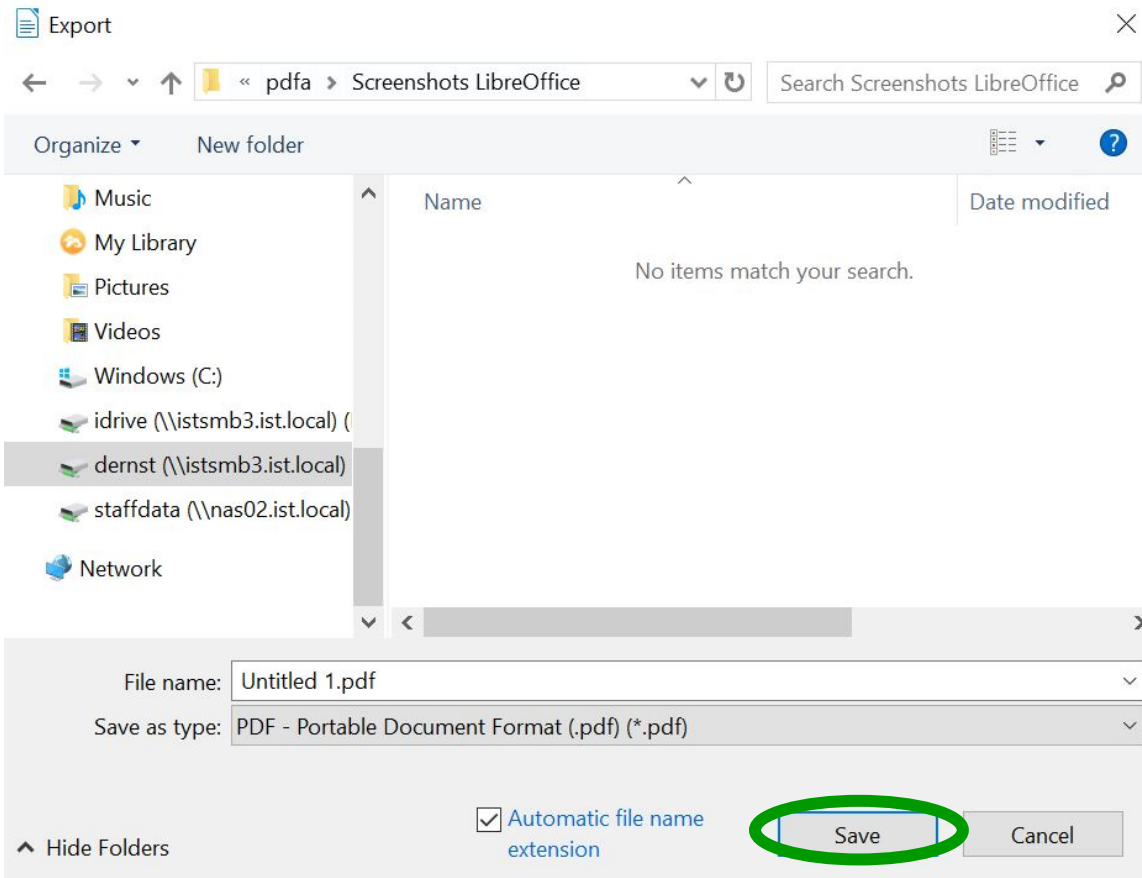 Export
« pdfa > Screenshots LibreOffice
Search Screenshots LibreOffice
Organize
New folder
?
Name
Date modified
No items match your search.
Music
My Library
Pictures
Videos
Windows (C:)
idrive (\\istsmb3.ist.local) (
dernst (\\istsmb3.ist.local)
staffdata (\\nas02.ist.local)
Network
File name: Untitled 1.pdf
Save as type: PDF - Portable Document Format (.pdf) (*.pdf)
Automatic file name
extension
Save
Cancel
Hide Folders